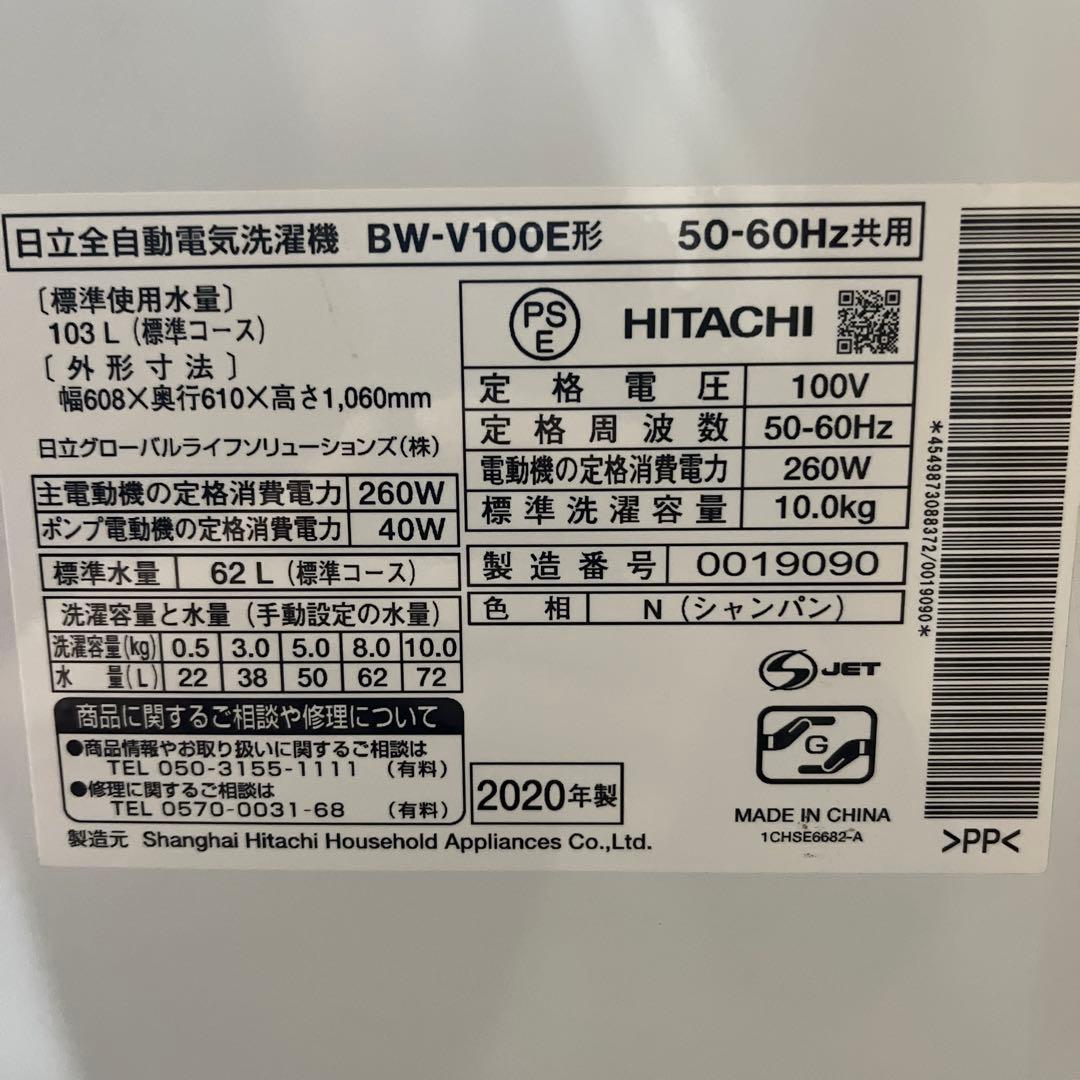 日立全自動電気洗濯機 BW-V100E形 50-60Hz共用
〔標準使用水量〕
103 L (標準コース)
〔外形寸法〕
幅608×奥行610×高さ1,060mm
日立グローバルライフソリューションズ(株)
主電動機の定格消費電力 260W
ポンプ電動機の定格消費電力 40W
標準水量 62 L (標準コース)
洗濯容量と水量 (手動設定の水量)
洗濯容量(kg) 0.5 3.0 5.0 8.0 10.0
水量(L) 22 38 50 62 72
商品に関するご相談や修理について
●商品情報やお取り扱いに関するご相談は
TEL 050-3155-1111 (有料)
●修理に関するご相談は
TEL 0570-0031-68 (有料)
製造元 Shanghai Hitachi Household Appliances Co.,Ltd.
PSE HITACHI
定格電圧 100V
定格周波数 50-60Hz
電動機の定格消費電力 260W
標準洗濯容量 10.0kg
製造番号 0019090
色相 N (シャンパン)
S JET
G
2020年製
MADE IN CHINA
1CHSE6682-A
*4549873088372/0019090*
>PP<